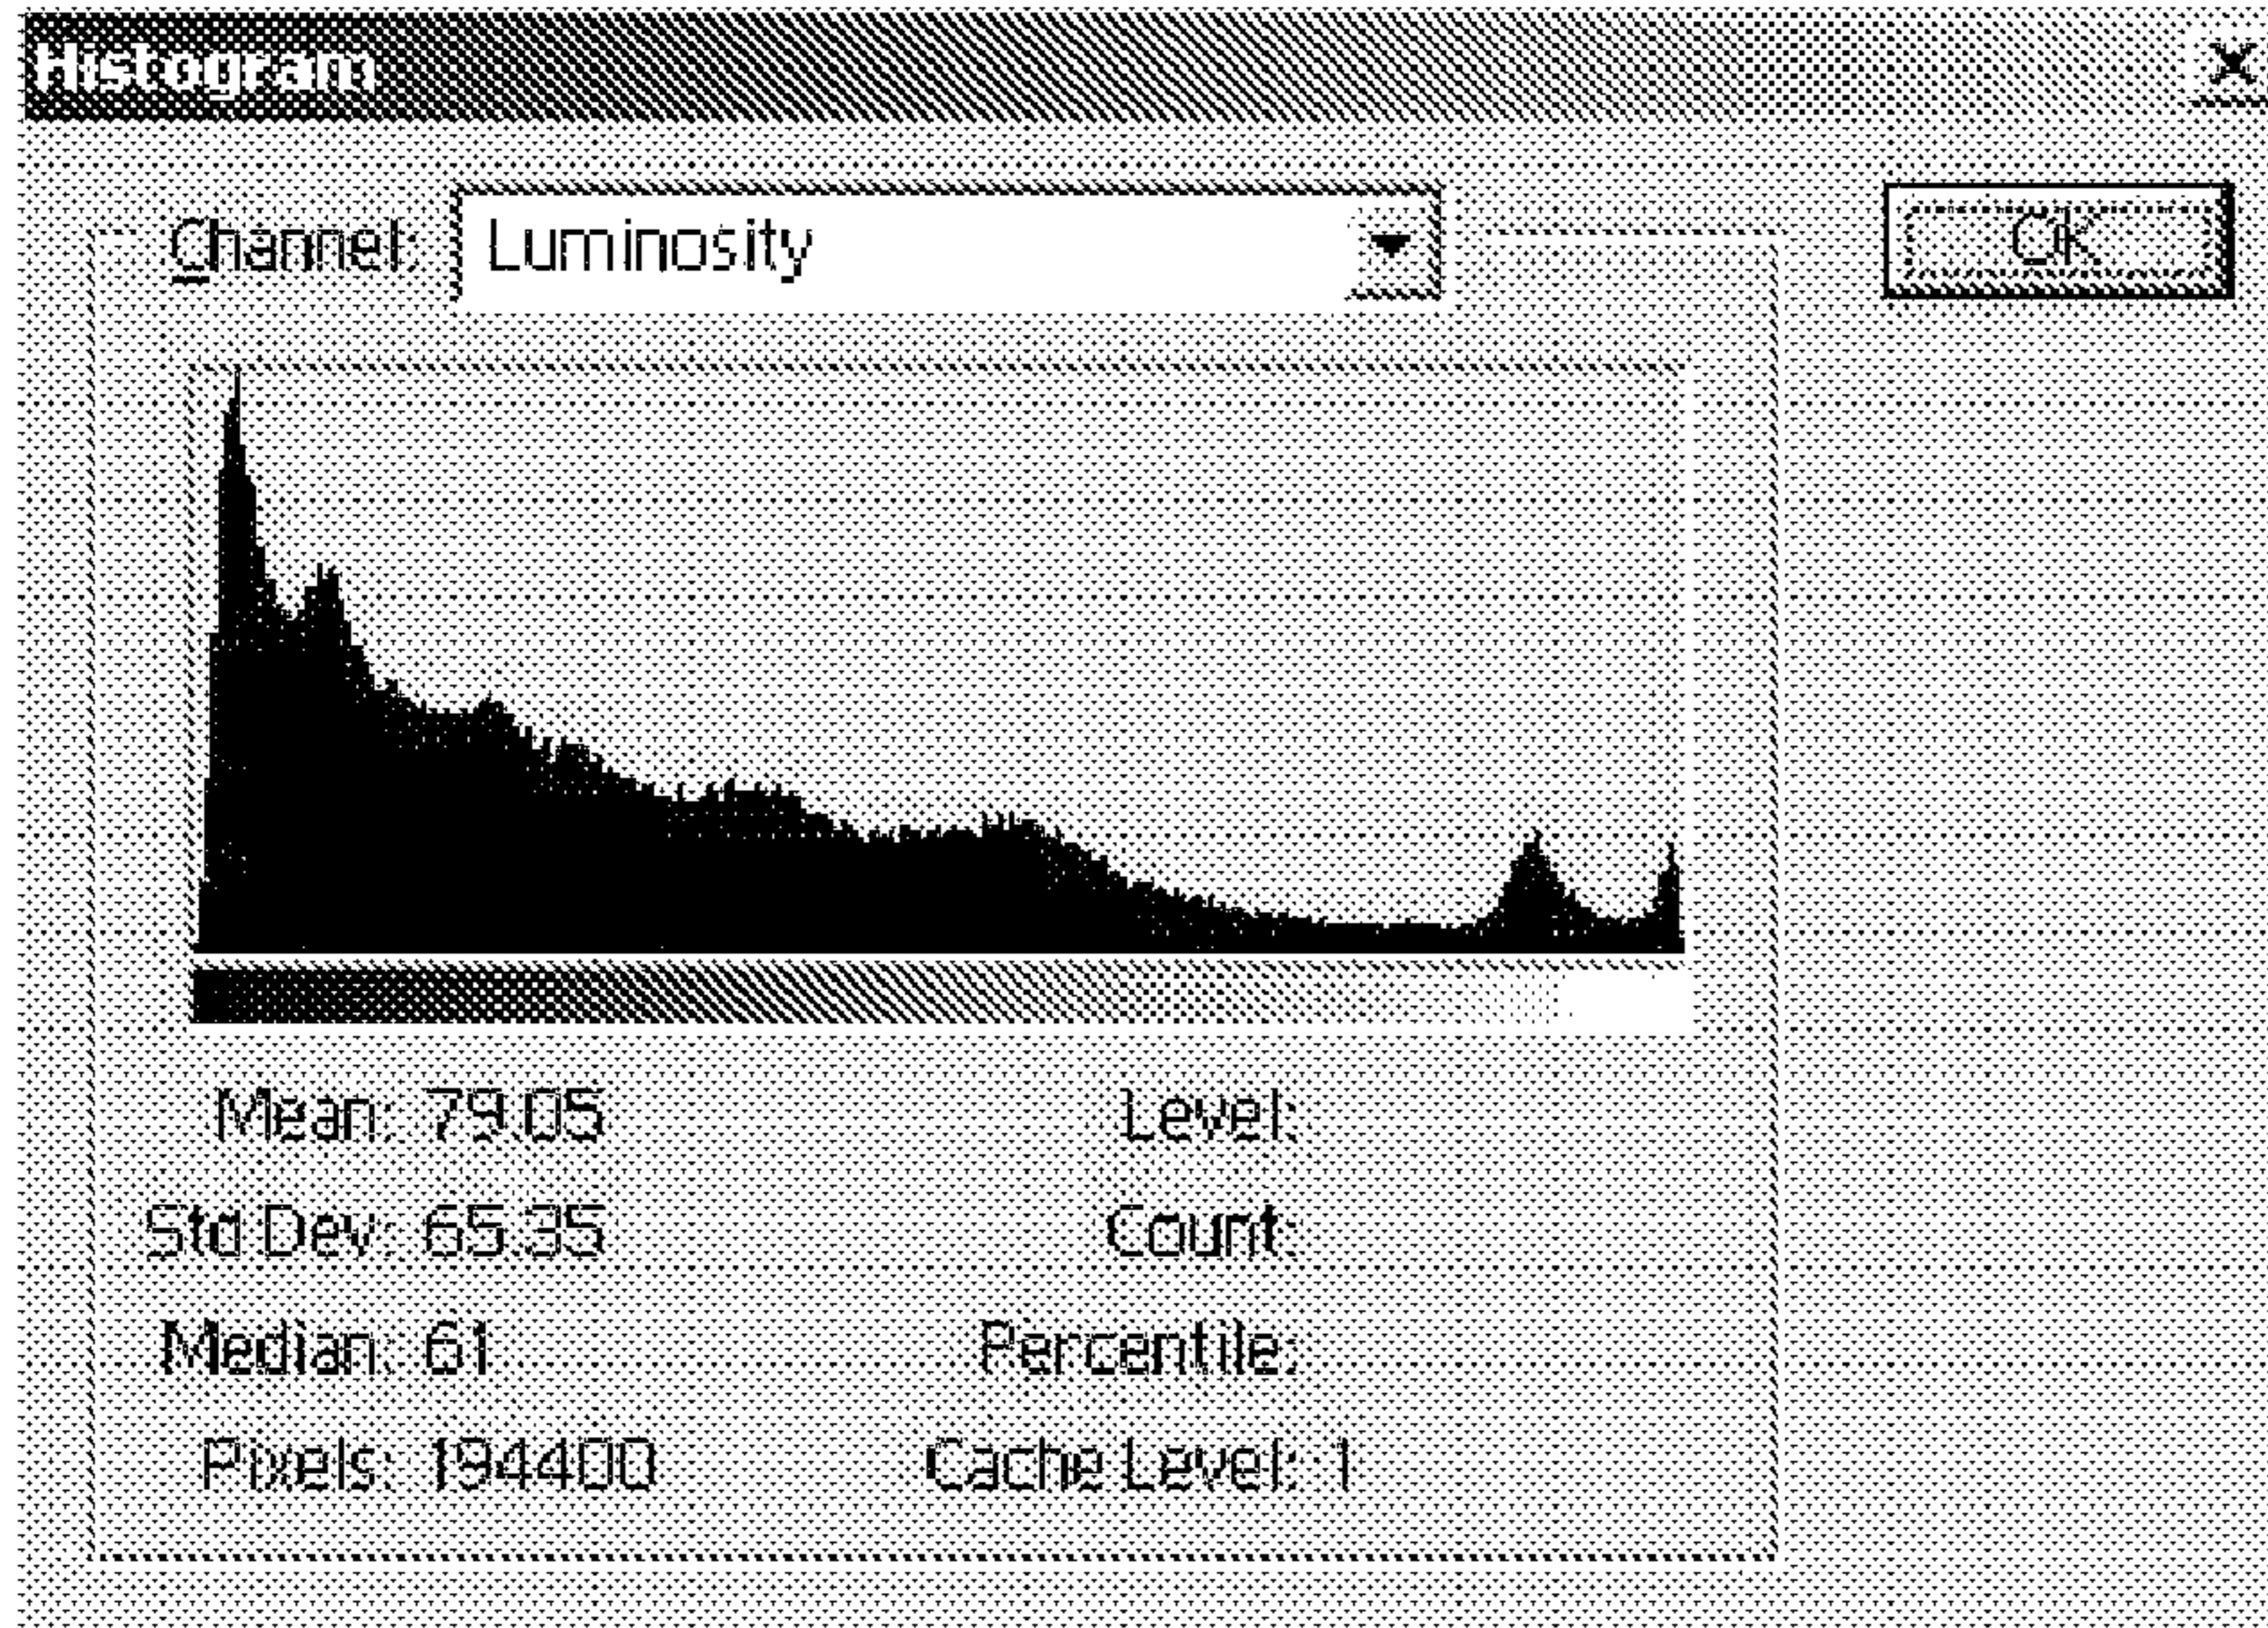 Histogram
Channel: Luminosity
OK
Mean: 79.05 Level:
Std Dev: 65.35 Count:
Median: 61 Percentile:
Pixels: 194400 Cache Level: 1